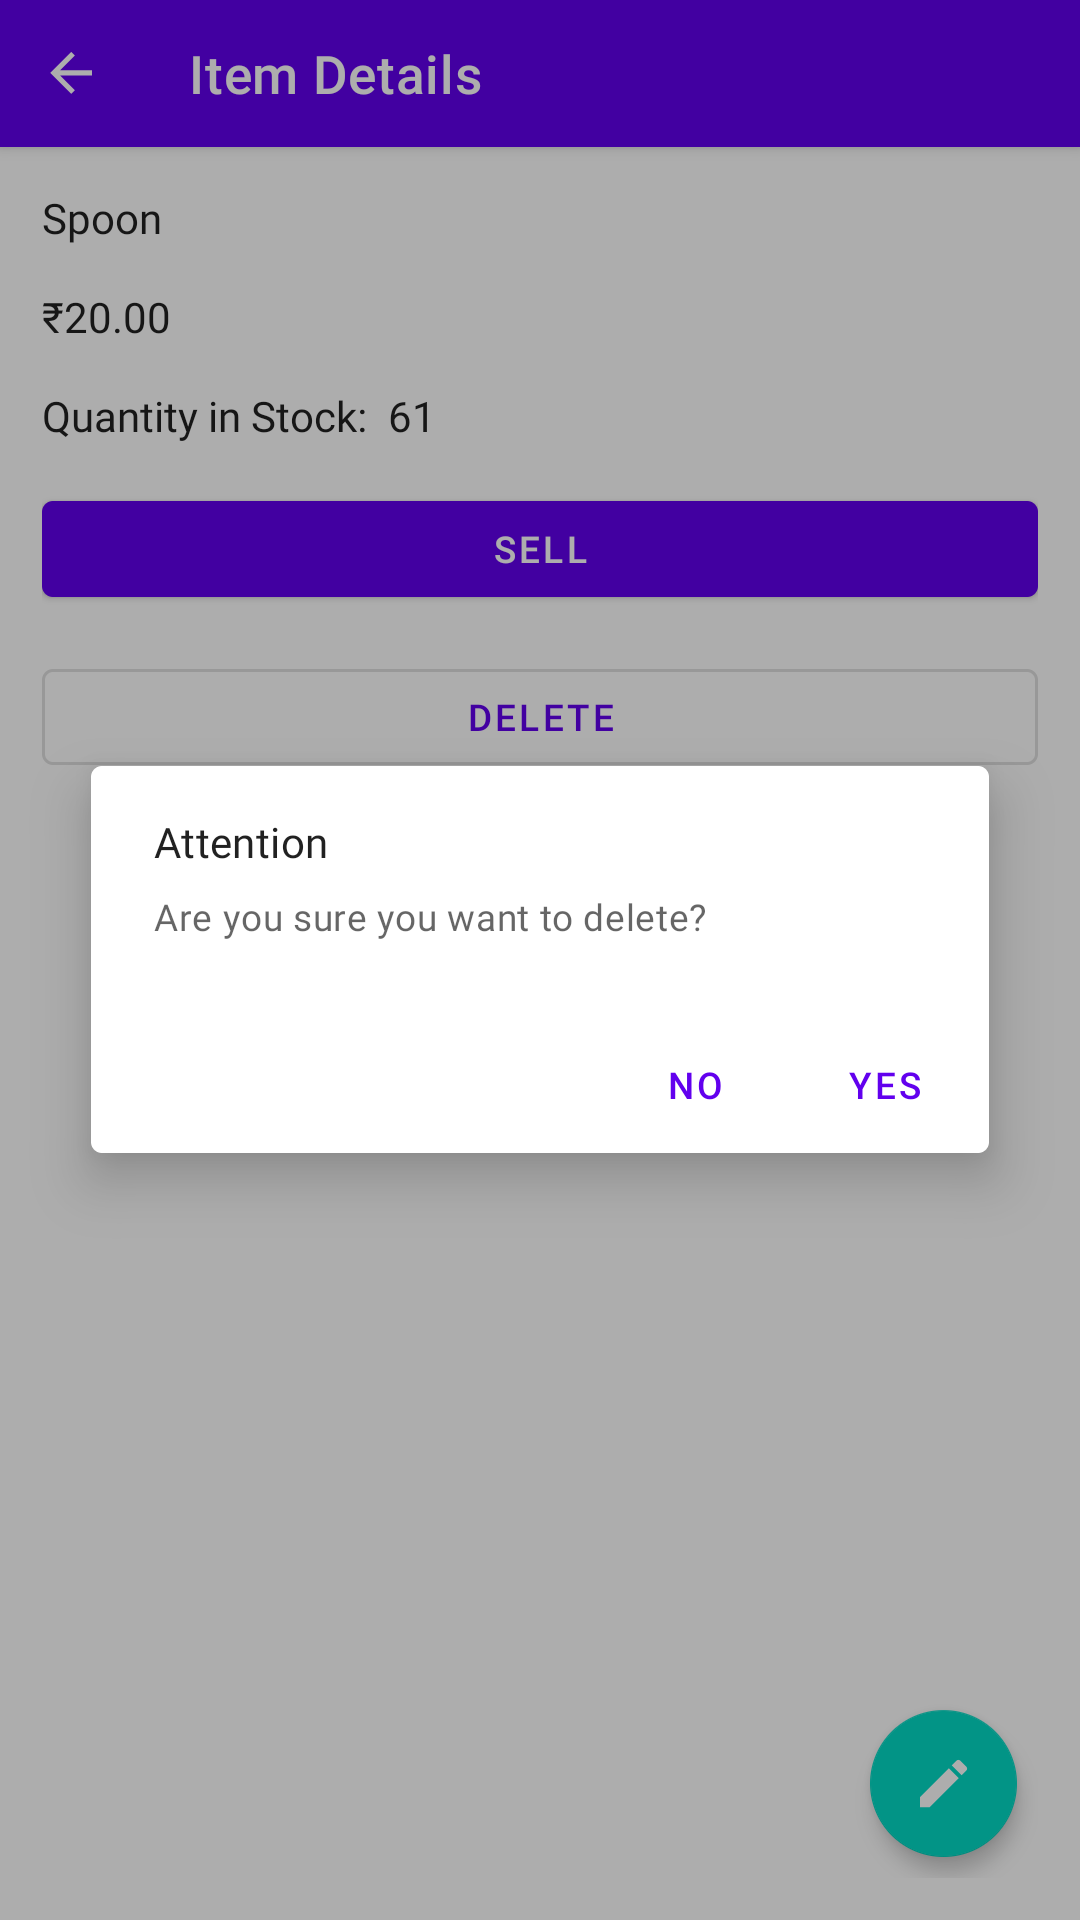 Item Details
Spoon
₹20.00
Quantity in Stock: 61
SELL
DELETE
Attention
Are you sure you want to delete?
NO YES